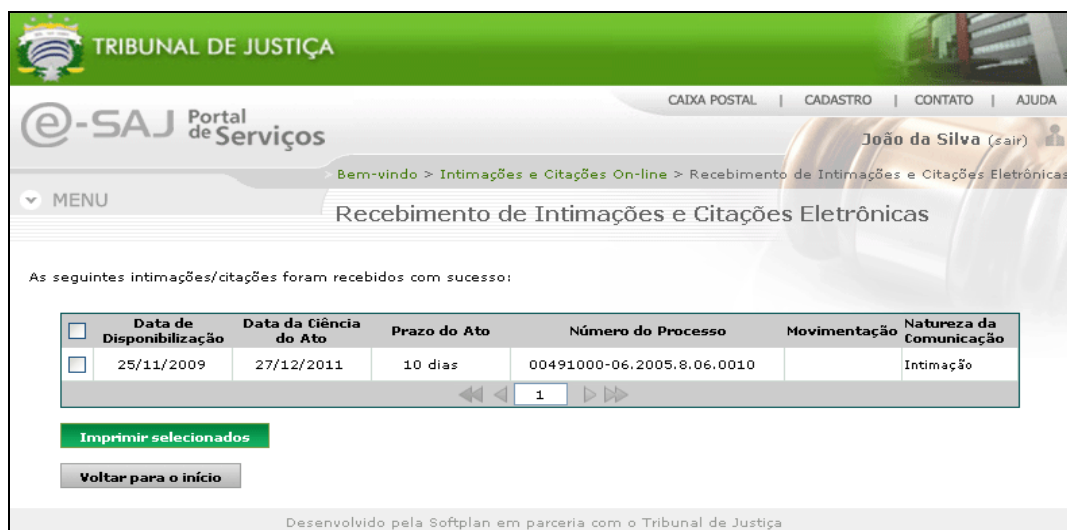 TRIBUNAL DE JUSTIÇA
CAIXA POSTAL | CADASTRO | CONTATO | AJUDA
e-SAJ Portal de Serviços
João da Silva (sair)
Bem-vindo > Intimações e Citações On-line > Recebimento de Intimações e Citações Eletrônicas
MENU
Recebimento de Intimações e Citações Eletrônicas
As seguintes intimações/citações foram recebidos com sucesso:
Data de Disponibilização Data da Ciência do Ato Prazo do Ato Número do Processo Movimentação Natureza da Comunicação
25/11/2009 27/12/2011 10 dias 00491000-06.2005.8.06.0010 Intimação
1
Imprimir selecionados
Voltar para o início
Desenvolvido pela Softplan em parceria com o Tribunal de Justiça